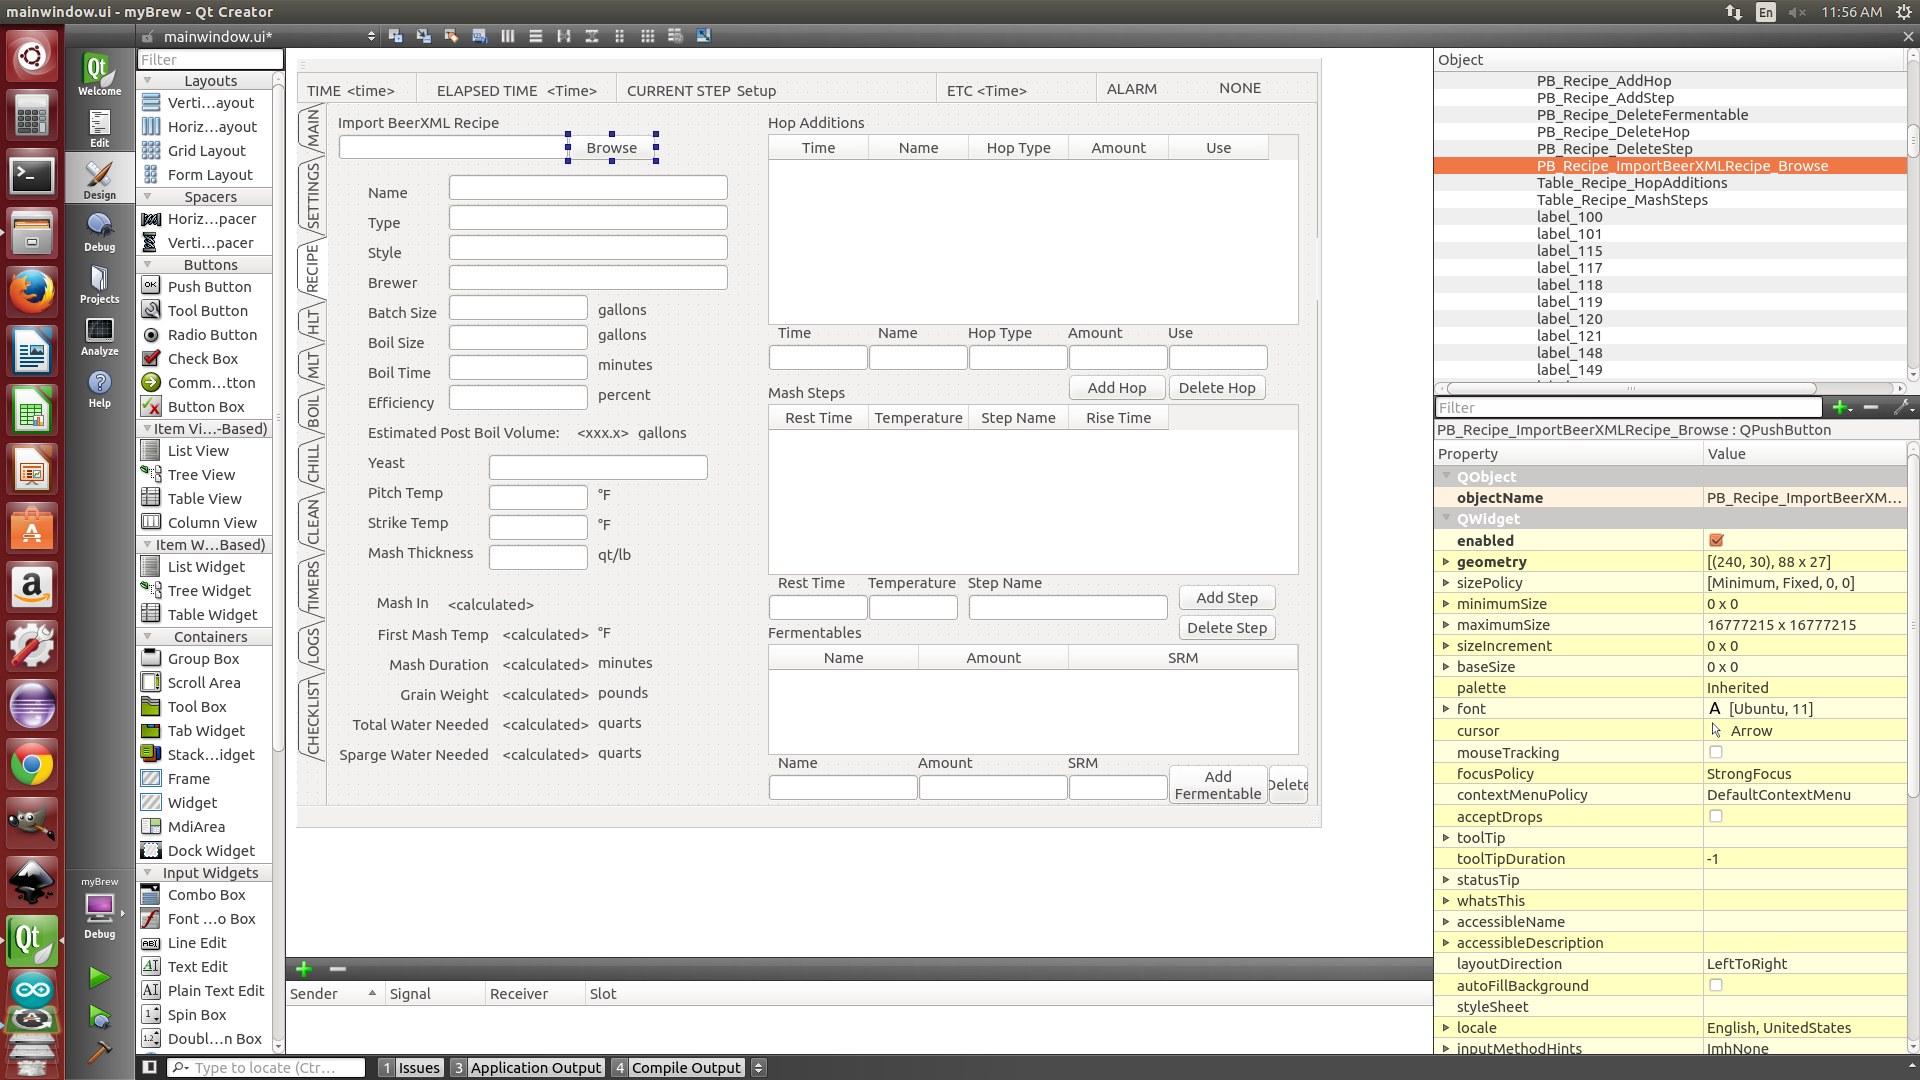 mainwindow.ui - myBrew - Qt Creator
En
11:56 AM
mainwindow.ui*
Welcome
Edit
Design
Debug
Projects
Analyze
Help
myBrew
Debug
Filter
Layouts
Verti...ayout
Horiz...ayout
Grid Layout
Form Layout
Spacers
Horiz...pacer
Verti...pacer
Buttons
Push Button
Tool Button
Radio Button
Check Box
Comm...tton
Button Box
Item Vi...-Based)
List View
Tree View
Table View
Column View
Item W...Based)
List Widget
Tree Widget
Table Widget
Containers
Group Box
Scroll Area
Tool Box
Tab Widget
Stack...idget
Frame
Widget
MdiArea
Dock Widget
Input Widgets
Combo Box
Font ...o Box
Line Edit
Text Edit
Plain Text Edit
Spin Box
Doubl...n Box
TIME <time> ELAPSED TIME <Time> CURRENT STEP Setup ETC <Time> ALARM NONE
MAIN
SETTINGS
RECIPE
HLT
MLT
BOIL
CHILL
CLEAN
TIMERS
LOGS
CHECKLIST
Import BeerXML Recipe
Browse
Name
Type
Style
Brewer
Batch Size gallons
Boil Size gallons
Boil Time minutes
Efficiency percent
Estimated Post Boil Volume: <xxx.x> gallons
Yeast
Pitch Temp °F
Strike Temp °F
Mash Thickness qt/lb
Mash In <calculated>
First Mash Temp <calculated> °F
Mash Duration <calculated> minutes
Grain Weight <calculated> pounds
Total Water Needed <calculated> quarts
Sparge Water Needed <calculated> quarts
Hop Additions
Time Name Hop Type Amount Use
Time Name Hop Type Amount Use
Add Hop Delete Hop
Mash Steps
Rest Time Temperature Step Name Rise Time
Rest Time Temperature Step Name
Add Step
Delete Step
Fermentables
Name Amount SRM
Name Amount SRM
Add
Fermentable
Delete
Sender Signal Receiver Slot
Object
PB_Recipe_AddHop
PB_Recipe_AddStep
PB_Recipe_DeleteFermentable
PB_Recipe_DeleteHop
PB_Recipe_DeleteStep
PB_Recipe_ImportBeerXMLRecipe_Browse
Table_Recipe_HopAdditions
Table_Recipe_MashSteps
label_100
label_101
label_115
label_117
label_118
label_119
label_120
label_121
label_148
label_149
Filter
PB_Recipe_ImportBeerXMLRecipe_Browse : QPushButton
Property Value
QObject
objectName PB_Recipe_ImportBeerXM...
QWidget
enabled
geometry [(240, 30), 88 x 27]
sizePolicy [Minimum, Fixed, 0, 0]
minimumSize 0 x 0
maximumSize 16777215 x 16777215
sizeIncrement 0 x 0
baseSize 0 x 0
palette Inherited
font A [Ubuntu, 11]
cursor Arrow
mouseTracking
focusPolicy StrongFocus
contextMenuPolicy DefaultContextMenu
acceptDrops
toolTip
toolTipDuration -1
statusTip
whatsThis
accessibleName
accessibleDescription
layoutDirection LeftToRight
autoFillBackground
styleSheet
locale English, UnitedStates
inputMethodHints ImhNone
Type to locate (Ctr...
1 Issues 3 Application Output 4 Compile Output